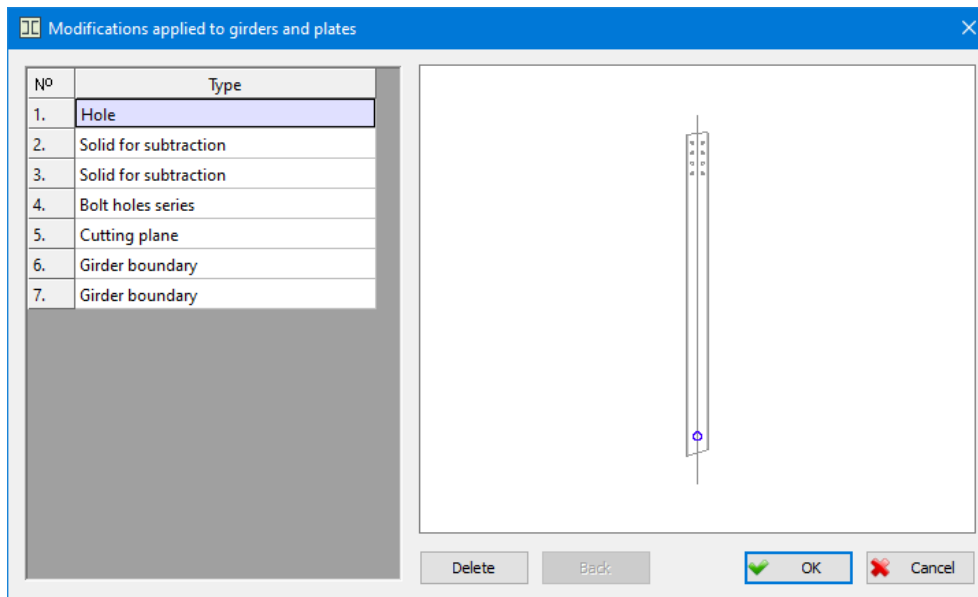 Modifications applied to girders and plates
Nº Type
1. Hole
2. Solid for subtraction
3. Solid for subtraction
4. Bolt holes series
5. Cutting plane
6. Girder boundary
7. Girder boundary
Delete Back OK Cancel